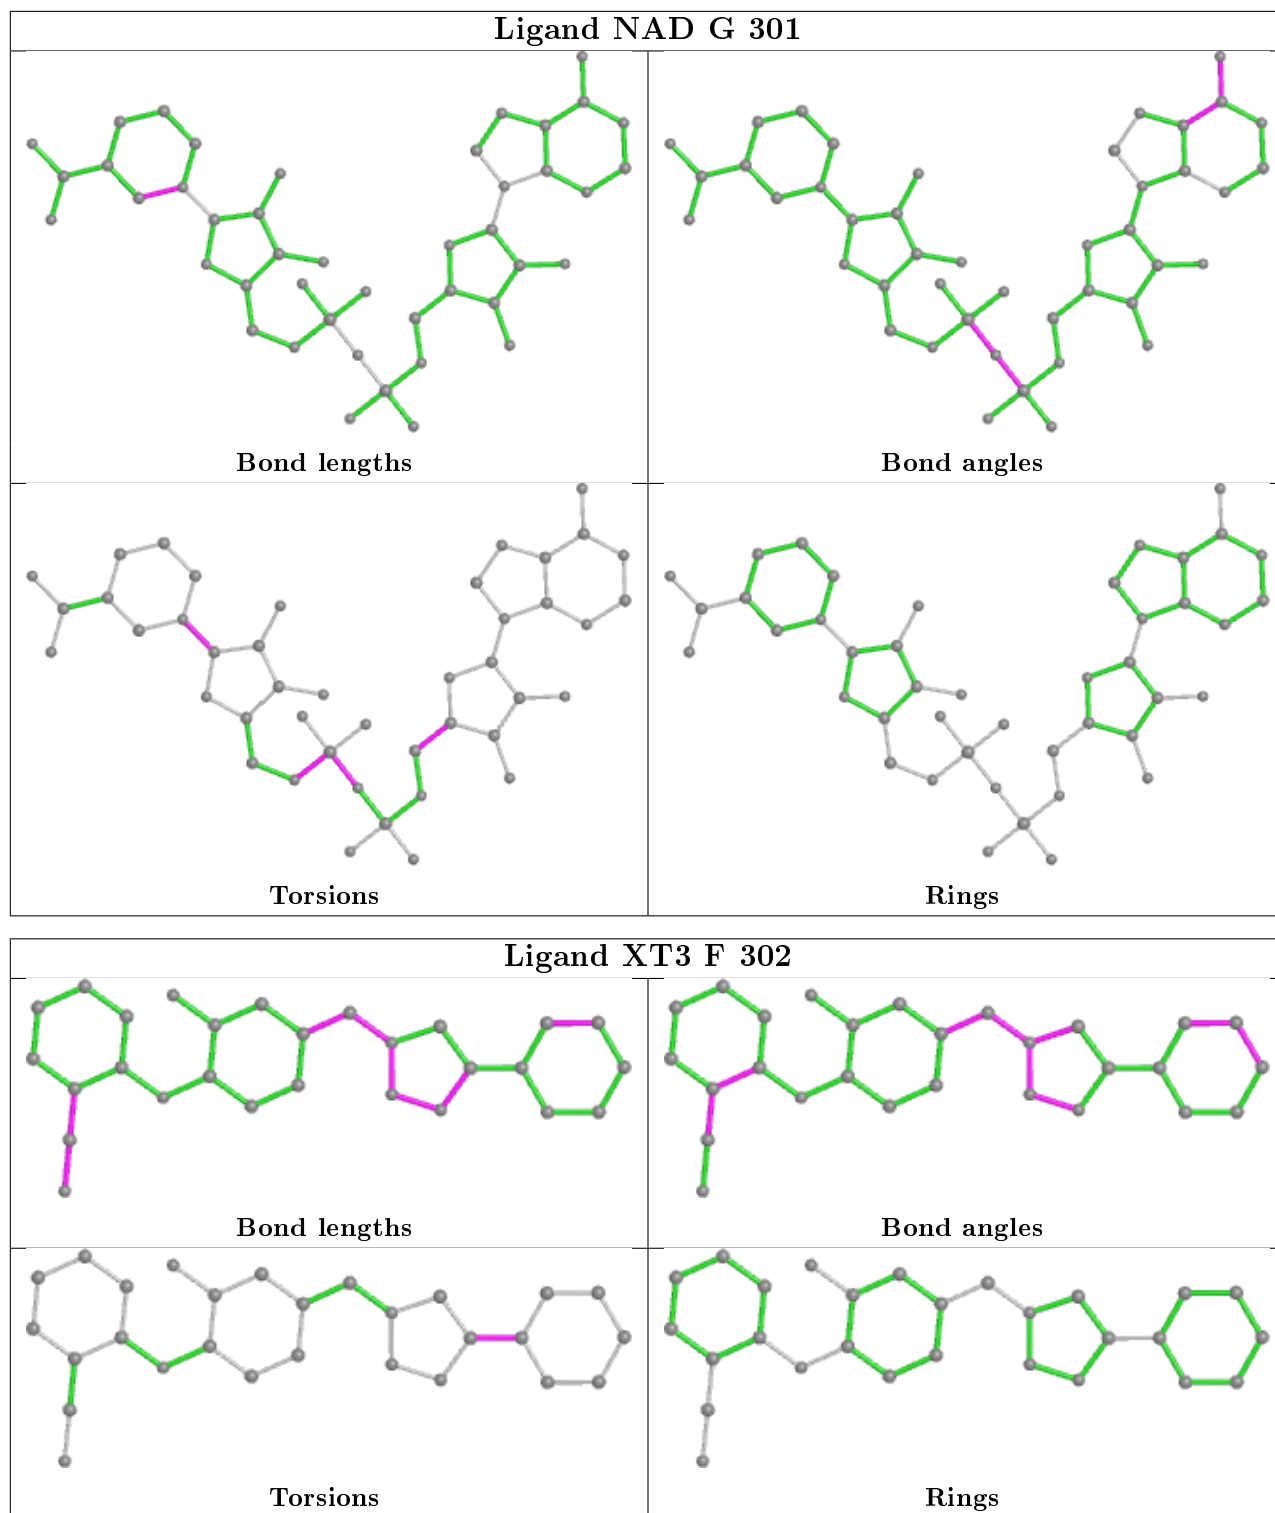 Ligand NAD G 301
Bond lengths
Bond angles
Torsions
Rings
Ligand XT3 F 302
Bond lengths
Bond angles
Torsions
Rings